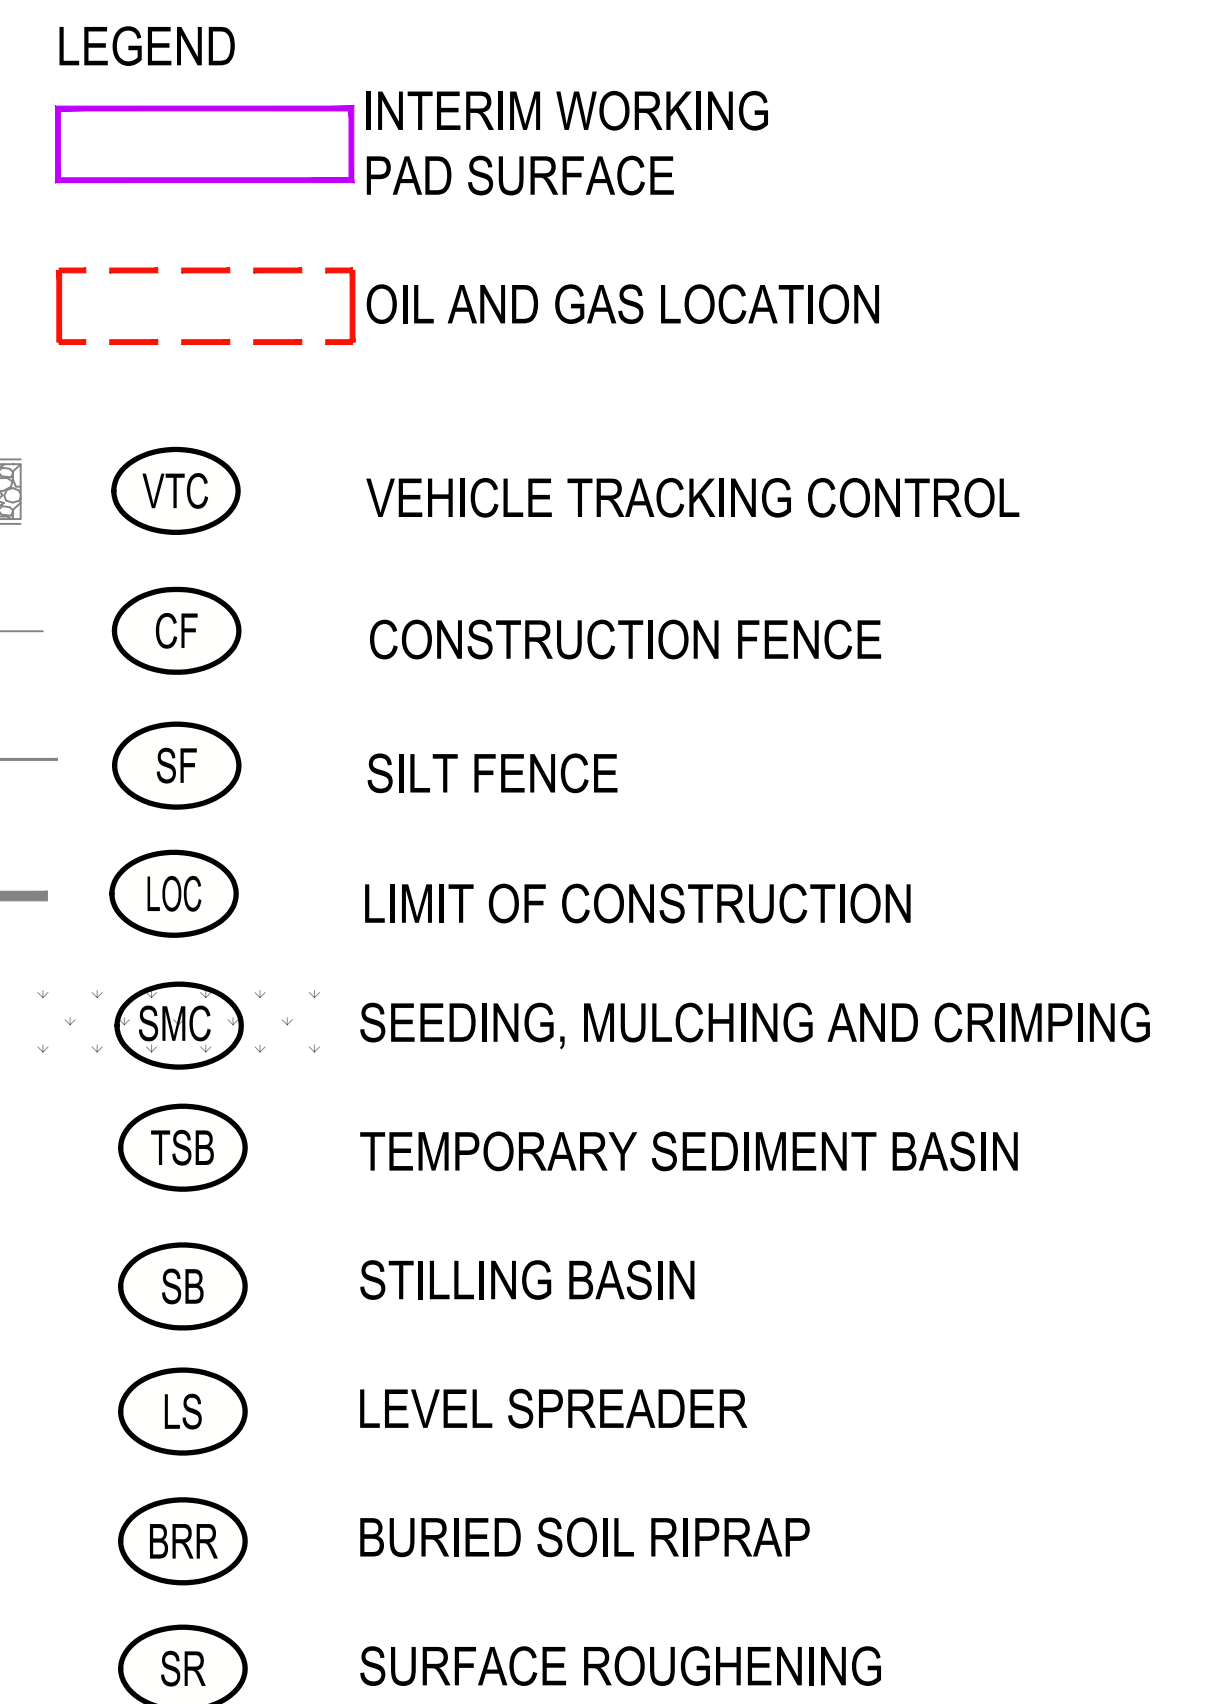 LEGEND
INTERIM WORKING
PAD SURFACE
OIL AND GAS LOCATION
VTC VEHICLE TRACKING CONTROL
CF CONSTRUCTION FENCE
SF SILT FENCE
LOC LIMIT OF CONSTRUCTION
SMC SEEDING, MULCHING AND CRIMPING
TSB TEMPORARY SEDIMENT BASIN
SB STILLING BASIN
LS LEVEL SPREADER
BRR BURIED SOIL RIPRAP
SR SURFACE ROUGHENING